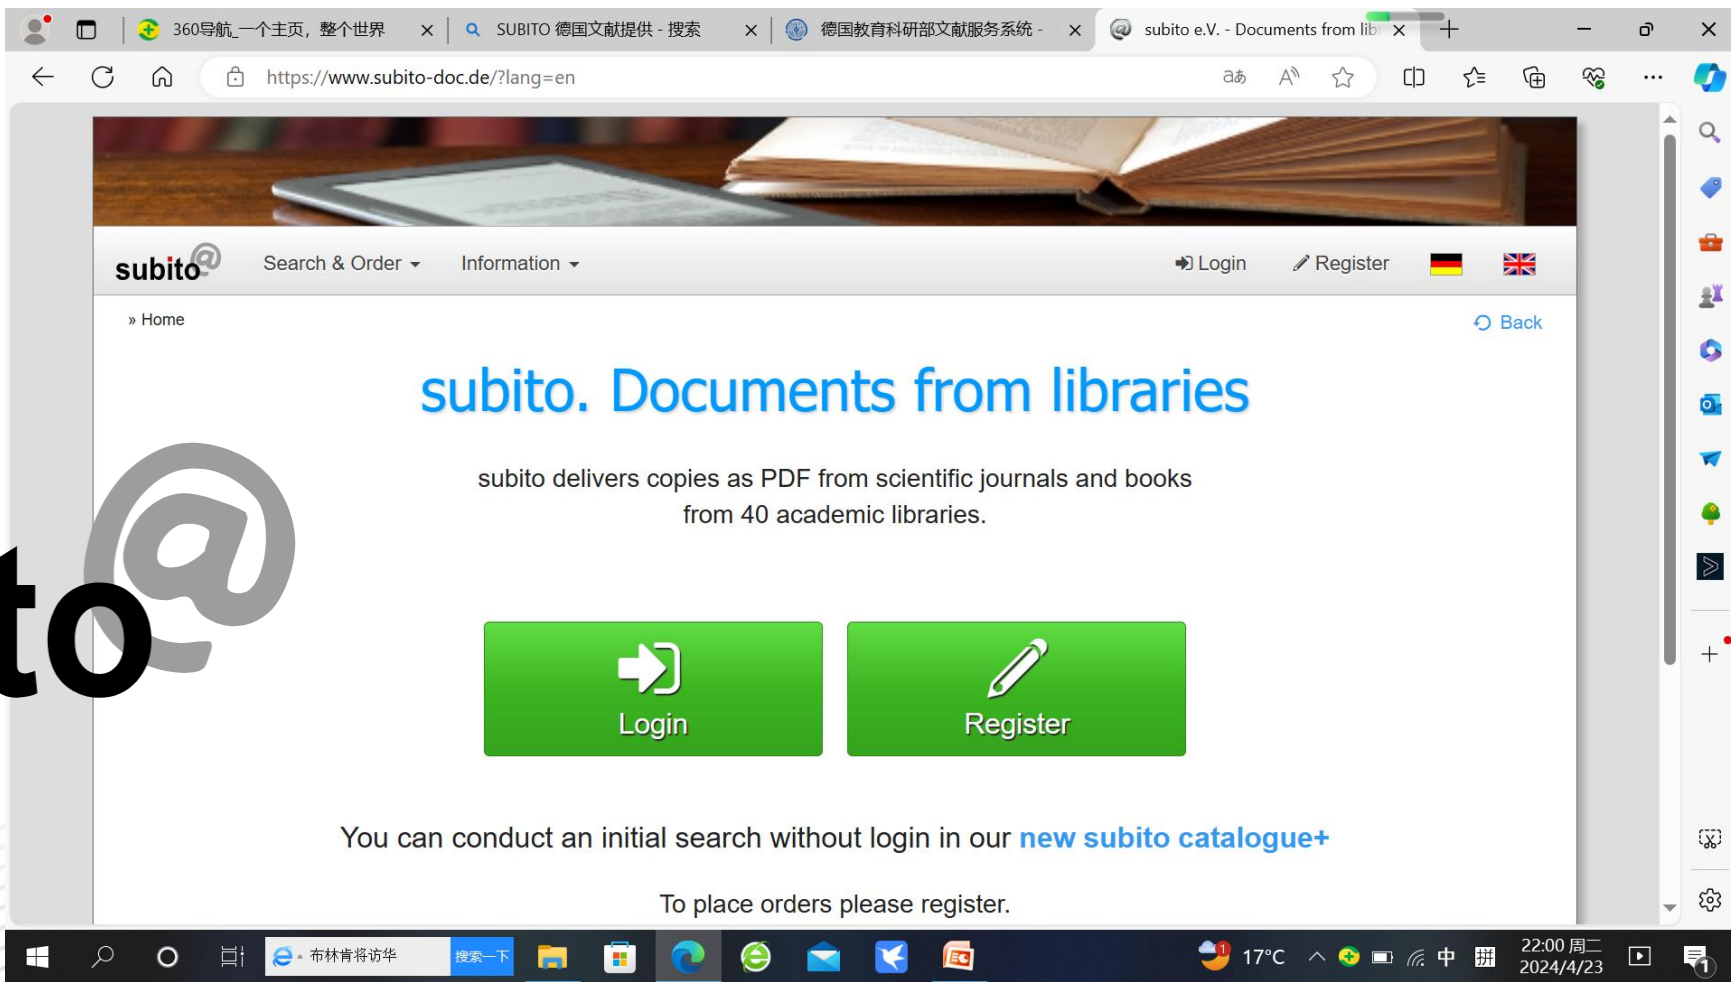 360导航_一个主页，整个世界
SUBITO 德国文献提供 - 搜索
德国教育科研部文献服务系统 -
subito e.V. - Documents from lib
https://www.subito-doc.de/?lang=en
subito@
Search & Order
Information
Login
Register
» Home
Back
subito. Documents from libraries
subito delivers copies as PDF from scientific journals and books
from 40 academic libraries.
to@
Login
Register
You can conduct an initial search without login in our new subito catalogue+
To place orders please register.
布林肯将访华
搜索一下
1
17°C
中
拼
22:00 周二
2024/4/23
1